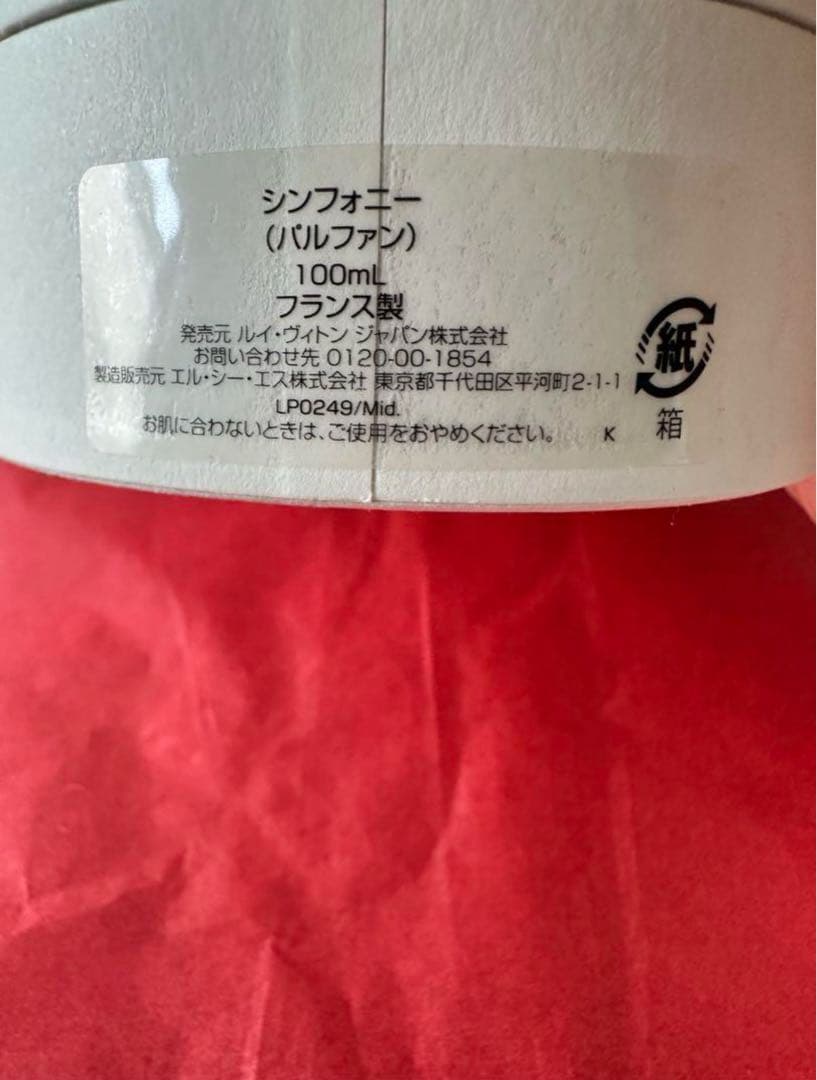 シンフォニー
（パルファン）
100mL
フランス製
発売元 ルイ・ヴィトン ジャパン株式会社
お問い合わせ先 0120-00-1854
製造販売元 エル・シー・エス株式会社 東京都千代田区平河町2-1-1
LP0249/Mid.
お肌に合わないときは、ご使用をおやめください。 K
紙
箱